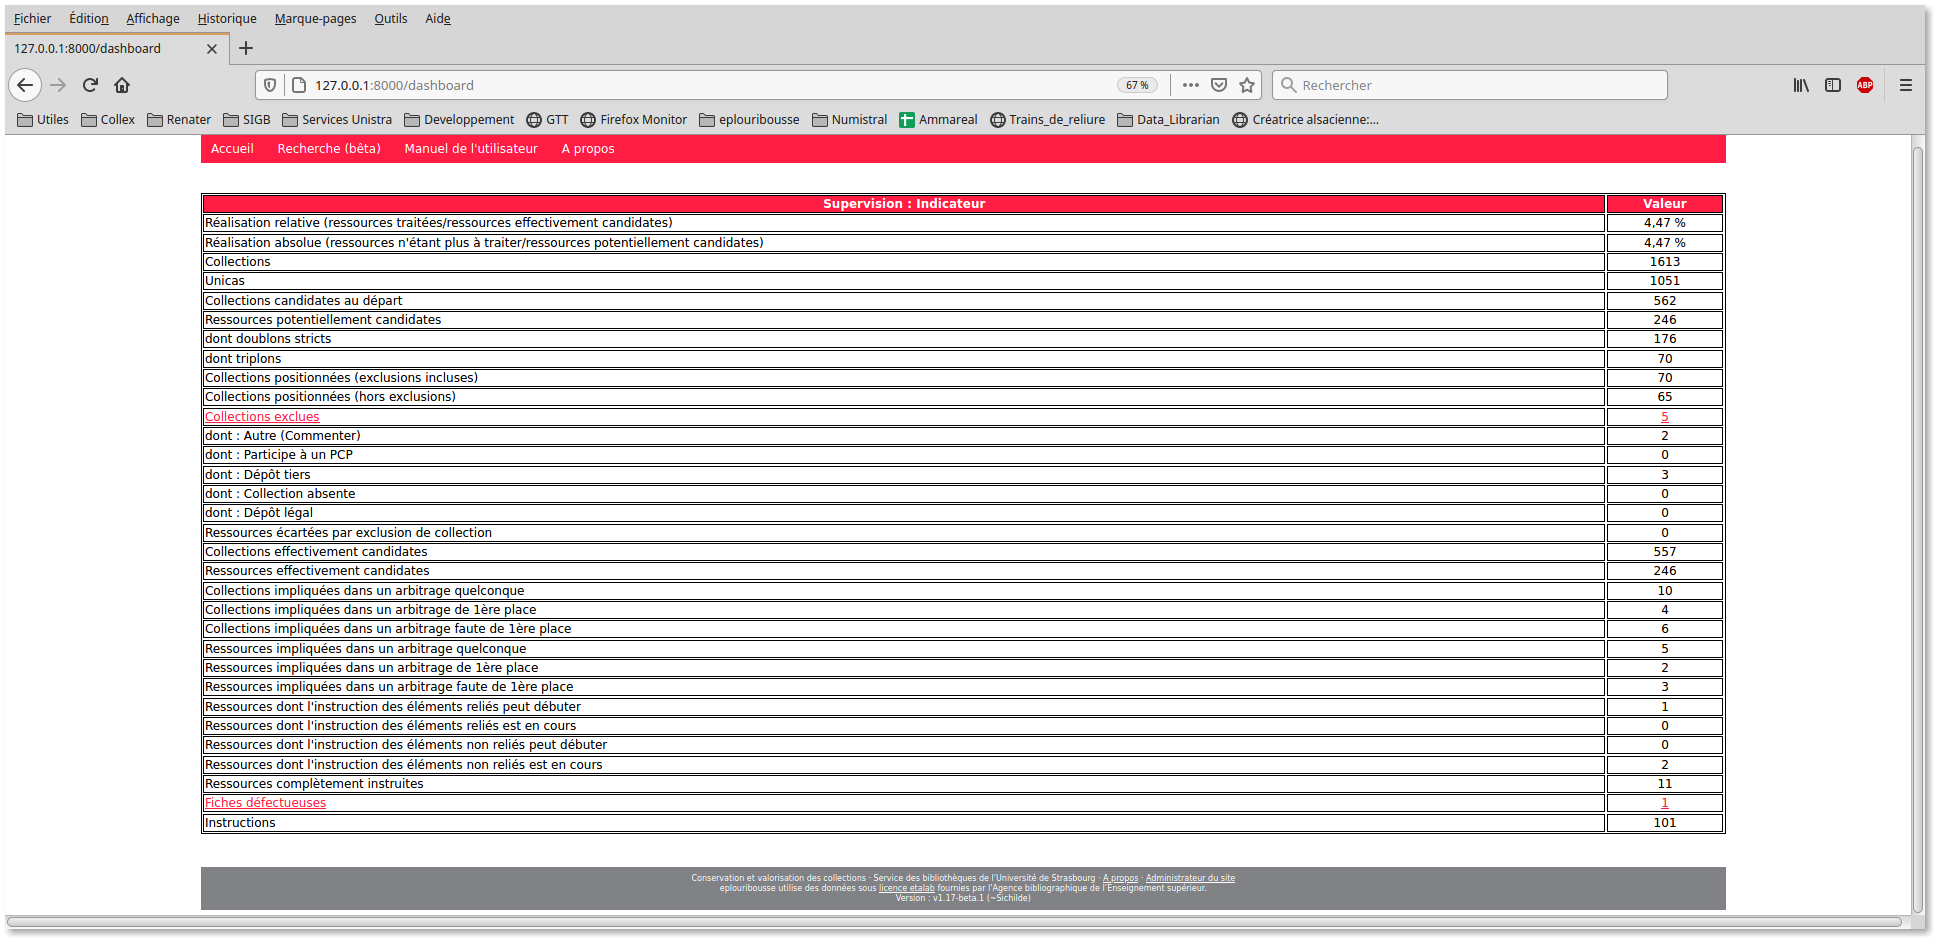 Fichier Édition Affichage Historique Marque-pages Outils Aide
127.0.0.1:8000/dashboard
127.0.0.1:8000/dashboard 67 % Rechercher ABP
Utiles Collex Renater SIGB Services Unistra Developpement GTT Firefox Monitor eplouribousse Numistral Ammareal Trains_de_reliure Data_Librarian Créatrice alsacienne:...
Accueil Recherche (bêta) Manuel de l'utilisateur A propos
Supervision : Indicateur Valeur
Réalisation relative (ressources traitées/ressources effectivement candidates) 4,47 %
Réalisation absolue (ressources n'étant plus à traiter/ressources potentiellement candidates) 4,47 %
Collections 1613
Unicas 1051
Collections candidates au départ 562
Ressources potentiellement candidates 246
dont doublons stricts 176
dont triplons 70
Collections positionnées (exclusions incluses) 70
Collections positionnées (hors exclusions) 65
Collections exclues 5
dont : Autre (Commenter) 2
dont : Participe à un PCP 0
dont : Dépôt tiers 3
dont : Collection absente 0
dont : Dépôt légal 0
Ressources écartées par exclusion de collection 0
Collections effectivement candidates 557
Ressources effectivement candidates 246
Collections impliquées dans un arbitrage quelconque 10
Collections impliquées dans un arbitrage de 1ère place 4
Collections impliquées dans un arbitrage faute de 1ère place 6
Ressources impliquées dans un arbitrage quelconque 5
Ressources impliquées dans un arbitrage de 1ère place 2
Ressources impliquées dans un arbitrage faute de 1ère place 3
Ressources dont l'instruction des éléments reliés peut débuter 1
Ressources dont l'instruction des éléments reliés est en cours 0
Ressources dont l'instruction des éléments non reliés peut débuter 0
Ressources dont l'instruction des éléments non reliés est en cours 2
Ressources complètement instruites 11
Fiches défectueuses 1
Instructions 101
Conservation et valorisation des collections · Service des bibliothèques de l'Université de Strasbourg · A propos · Administrateur du site
eplouribousse utilise des données sous licence etalab fournies par l'Agence bibliographique de l'Enseignement supérieur.
Version : v1.17-beta.1 (~Sichilde)